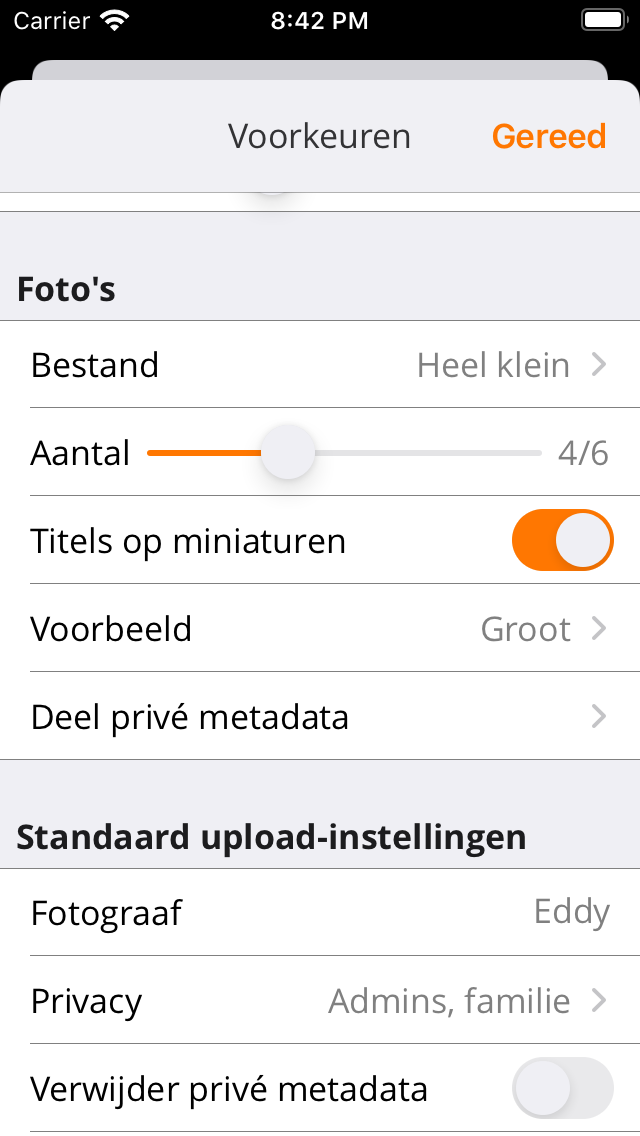 Carrier 8:42 PM
Voorkeuren Gereed
Foto's
Bestand Heel klein
Aantal 4/6
Titels op miniaturen
Voorbeeld Groot
Deel privé metadata
Standaard upload-instellingen
Fotograaf Eddy
Privacy Admins, familie
Verwijder privé metadata